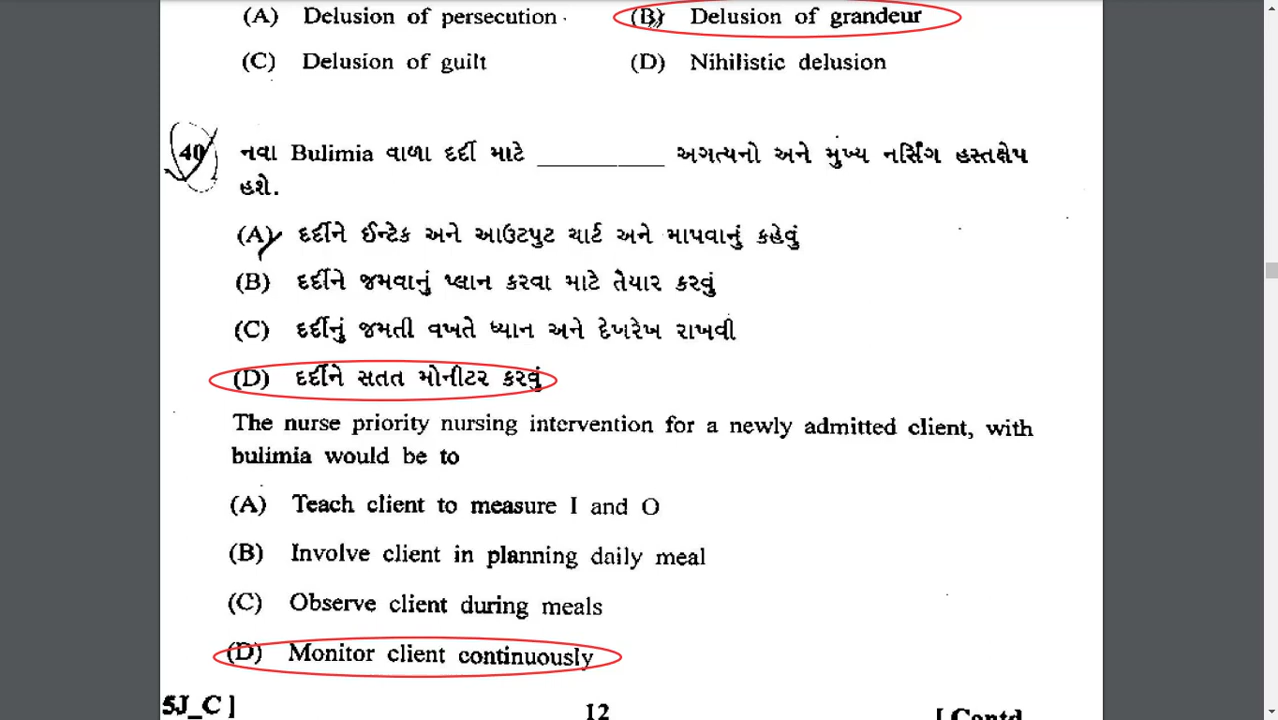 (A) Delusion of persecution (B) Delusion of grandeur
(C) Delusion of guilt (D) Nihilistic delusion
40 નવા Bulimia વાળા દર્દી માટે ____________ અગત્યનો અને મુખ્ય નર્સિંગ હસ્તક્ષેપ
હશે.
(A) દર્દીને ઈન્ટેક અને આઉટપુટ ચાર્ટ અને માપવાનું કહેવું
(B) દર્દીને જમવાનું પ્લાન કરવા માટે તૈયાર કરવું
(C) દર્દીનું જમતી વખતે ધ્યાન અને દેખરેખ રાખવી
(D) દર્દીને સતત મોનીટર કરવું
The nurse priority nursing intervention for a newly admitted client, with
bulimia would be to
(A) Teach client to measure I and O
(B) Involve client in planning daily meal
(C) Observe client during meals
(D) Monitor client continuously
5J_C ] 12 [ Contd